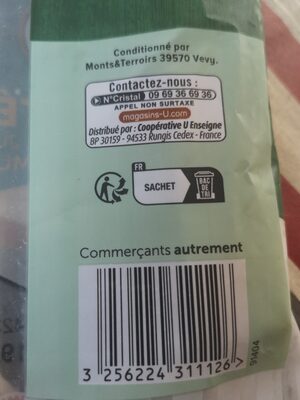 Conditionné par
Monts&Terroirs 39570 Vevy.
Contactez-nous :
N°Cristal 09 69 36 69 36
APPEL NON SURTAXE
magasins-U.com
Distribué par : Coopérative U Enseigne
BP 30159 - 94533 Rungis Cedex - France
FR
SACHET
BAC DE TRI
Commerçants autrement
91404
3 256224 311126